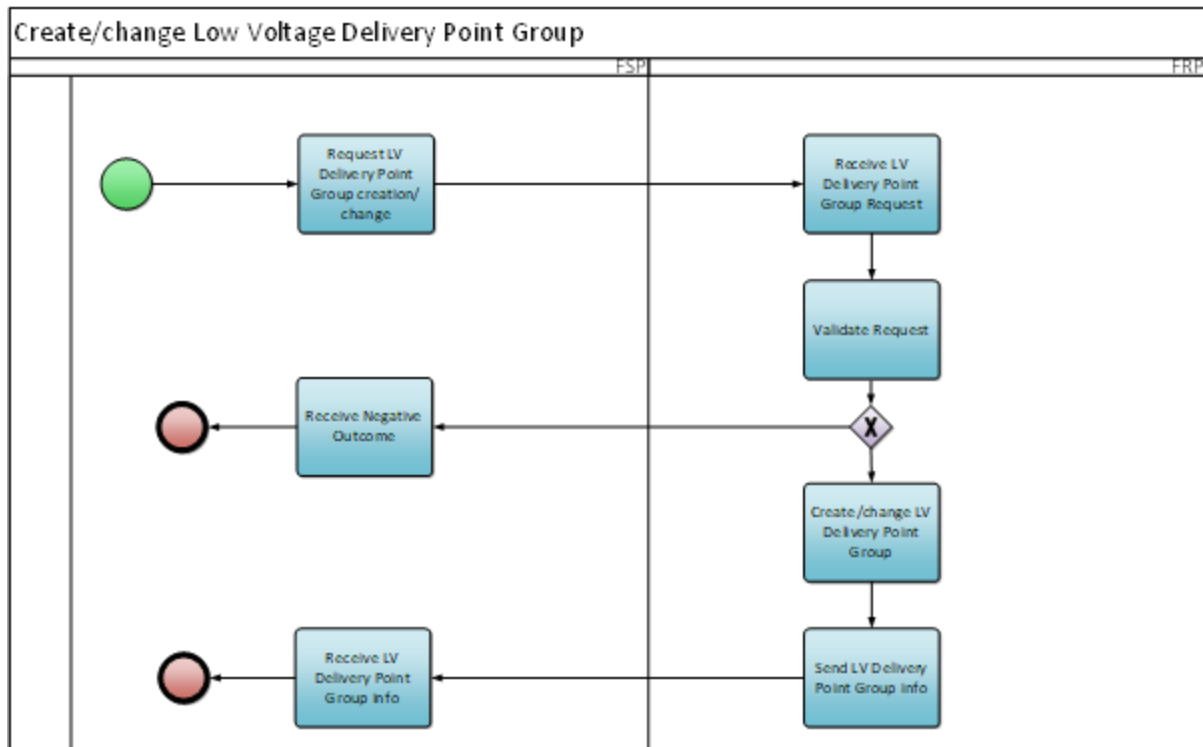 Create/change Low Voltage Delivery Point Group
FSP
FRP
Request LV
Delivery Point
Group creation/
change
Receive LV
Delivery Point
Group Request
Validate Request
Receive Negative
Outcome
X
Create/change LV
Delivery Point
Group
Receive LV
Delivery Point
Group Info
Send LV Delivery
Point Group Info